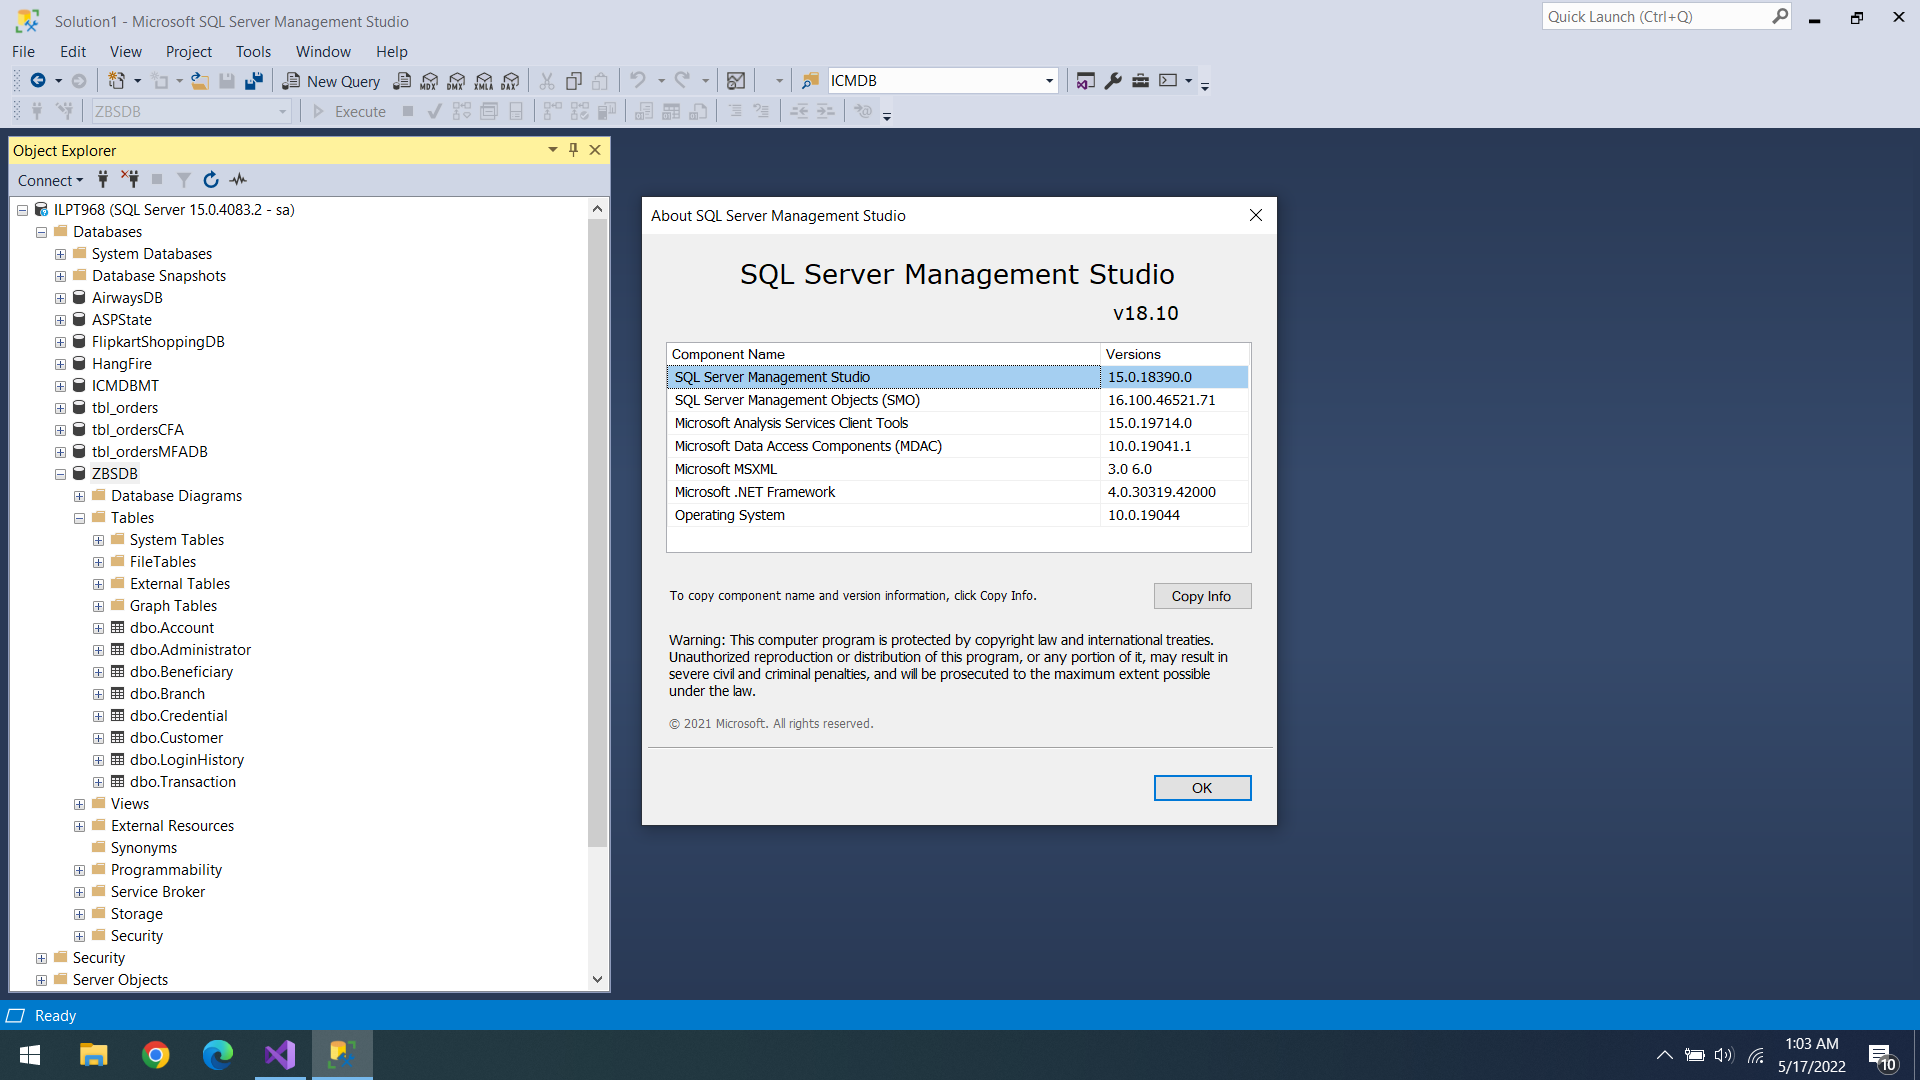 Solution1 - Microsoft SQL Server Management Studio
Quick Launch (Ctrl+Q)
File Edit View Project Tools Window Help
New Query MDX DMX XMLA DAX ICMDB
ZBSDB Execute
Object Explorer
Connect
ILPT968 (SQL Server 15.0.4083.2 - sa)
Databases
System Databases
Database Snapshots
AirwaysDB
ASPState
FlipkartShoppingDB
HangFire
ICMDBMT
tbl_orders
tbl_ordersCFA
tbl_ordersMFADB
ZBSDB
Database Diagrams
Tables
System Tables
FileTables
External Tables
Graph Tables
dbo.Account
dbo.Administrator
dbo.Beneficiary
dbo.Branch
dbo.Credential
dbo.Customer
dbo.LoginHistory
dbo.Transaction
Views
External Resources
Synonyms
Programmability
Service Broker
Storage
Security
Security
Server Objects
About SQL Server Management Studio
SQL Server Management Studio
v18.10
Component Name Versions
SQL Server Management Studio 15.0.18390.0
SQL Server Management Objects (SMO) 16.100.46521.71
Microsoft Analysis Services Client Tools 15.0.19714.0
Microsoft Data Access Components (MDAC) 10.0.19041.1
Microsoft MSXML 3.0 6.0
Microsoft .NET Framework 4.0.30319.42000
Operating System 10.0.19044
To copy component name and version information, click Copy Info.
Copy Info
Warning: This computer program is protected by copyright law and international treaties.
Unauthorized reproduction or distribution of this program, or any portion of it, may result in
severe civil and criminal penalties, and will be prosecuted to the maximum extent possible
under the law.
© 2021 Microsoft. All rights reserved.
OK
Ready
1:03 AM
5/17/2022
10